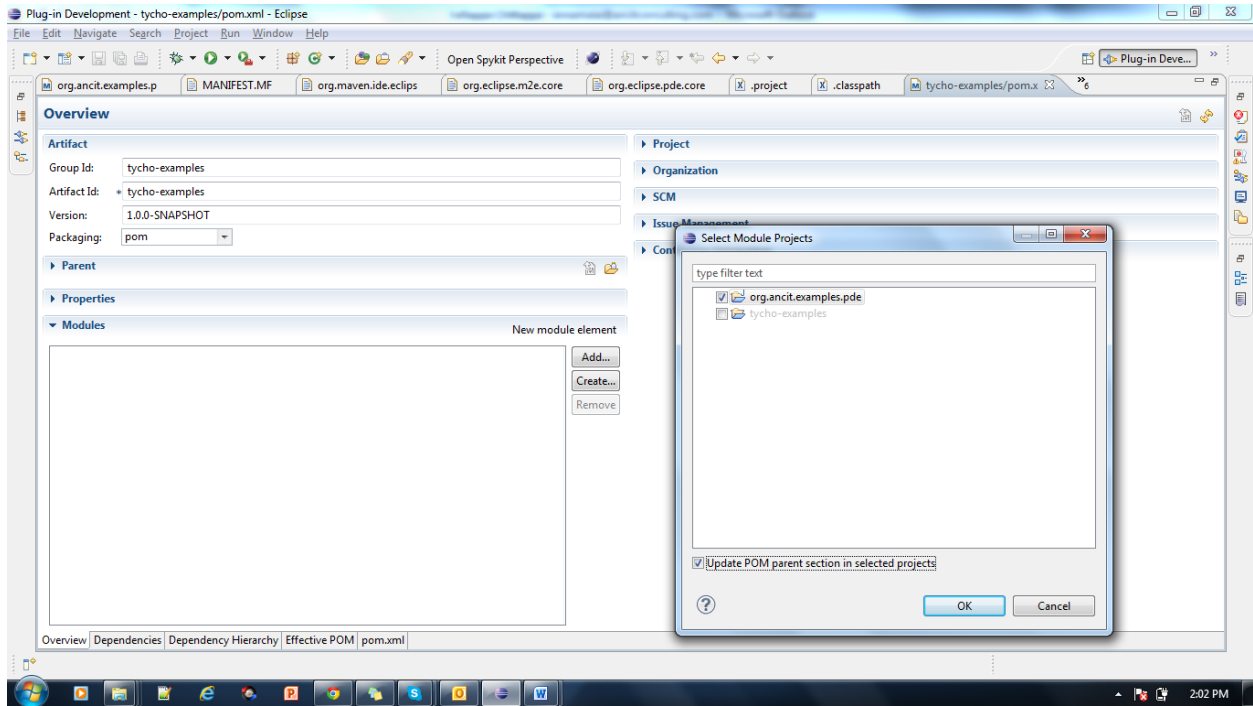 Plug-in Development - tycho-examples/pom.xml - Eclipse
File Edit Navigate Search Project Run Window Help
Open Spykit Perspective
Plug-in Deve...
org.ancit.examples.p
MANIFEST.MF
org.maven.ide.eclips
org.eclipse.m2e.core
org.eclipse.pde.core
.project
.classpath
tycho-examples/pom.x
»6
Overview
Artifact
Group Id: tycho-examples
Artifact Id: * tycho-examples
Version: 1.0.0-SNAPSHOT
Packaging: pom
Parent
Properties
Modules
New module element
Add...
Create...
Remove
Project
Organization
SCM
Issue Management
Cont
Select Module Projects
type filter text
org.ancit.examples.pde
tycho-examples
Update POM parent section in selected projects
OK
Cancel
Overview Dependencies Dependency Hierarchy Effective POM pom.xml
2:02 PM